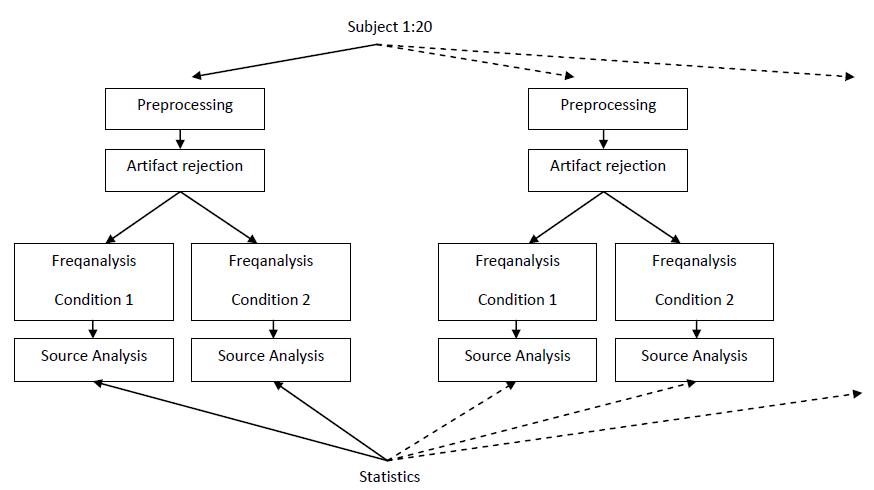 Subject 1:20
Preprocessing
Preprocessing
Artifact rejection
Artifact rejection
Freqanalysis
Condition 1
Freqanalysis
Condition 2
Freqanalysis
Condition 1
Freqanalysis
Condition 2
Source Analysis
Source Analysis
Source Analysis
Source Analysis
Statistics